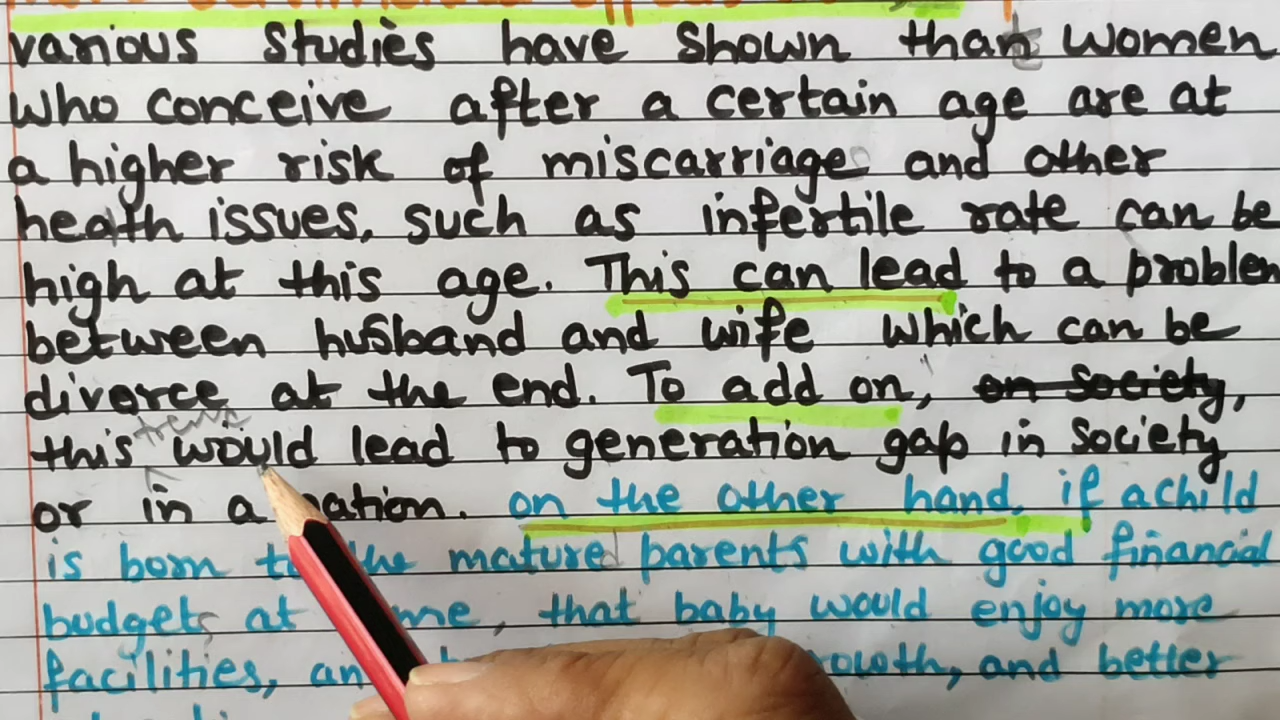 various studies have shown than women
who conceive after a certain age are at
a higher risk of miscarriage and other
heath issues, such as infertile rate can be
high at this age. This can lead to a problem
between husband and wife which can be
divorce at the end. To add on, on society,
this trend would lead to generation gap in society
or in a nation. on the other hand, if a child
is born to the mature parents with good financial
budgets at , that baby would enjoy more
facilities, and better